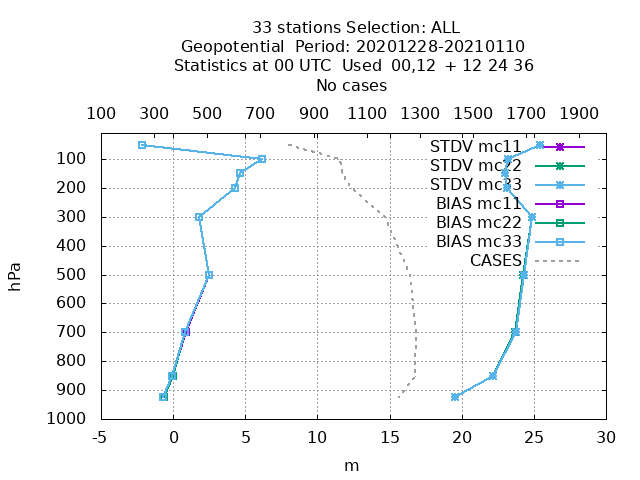 33 stations Selection: ALL
Geopotential  Period: 20201228-20210110
Statistics at 00 UTC  Used  00,12  + 12 24 36
No cases
100 300 500 700 900 1100 1300 1500 1700 1900
STDV mc11
STDV mc22
STDV mc33
BIAS mc11
BIAS mc22
BIAS mc33
CASES
100
200
300
400
500
600
700
800
900
1000
hPa
-5 0 5 10 15 20 25 30
m